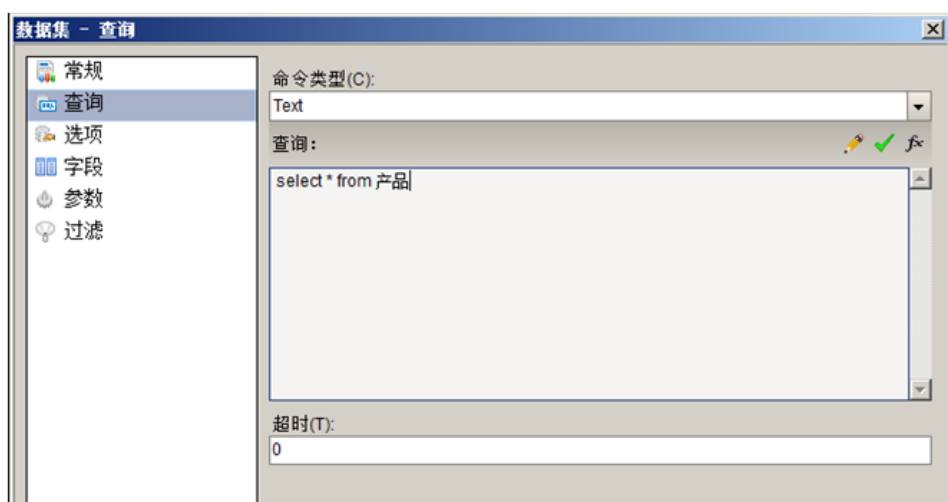 数据集 - 查询
常规
查询
选项
字段
参数
过滤
命令类型(C):
Text
查询:
select * from 产品
超时(T):
0